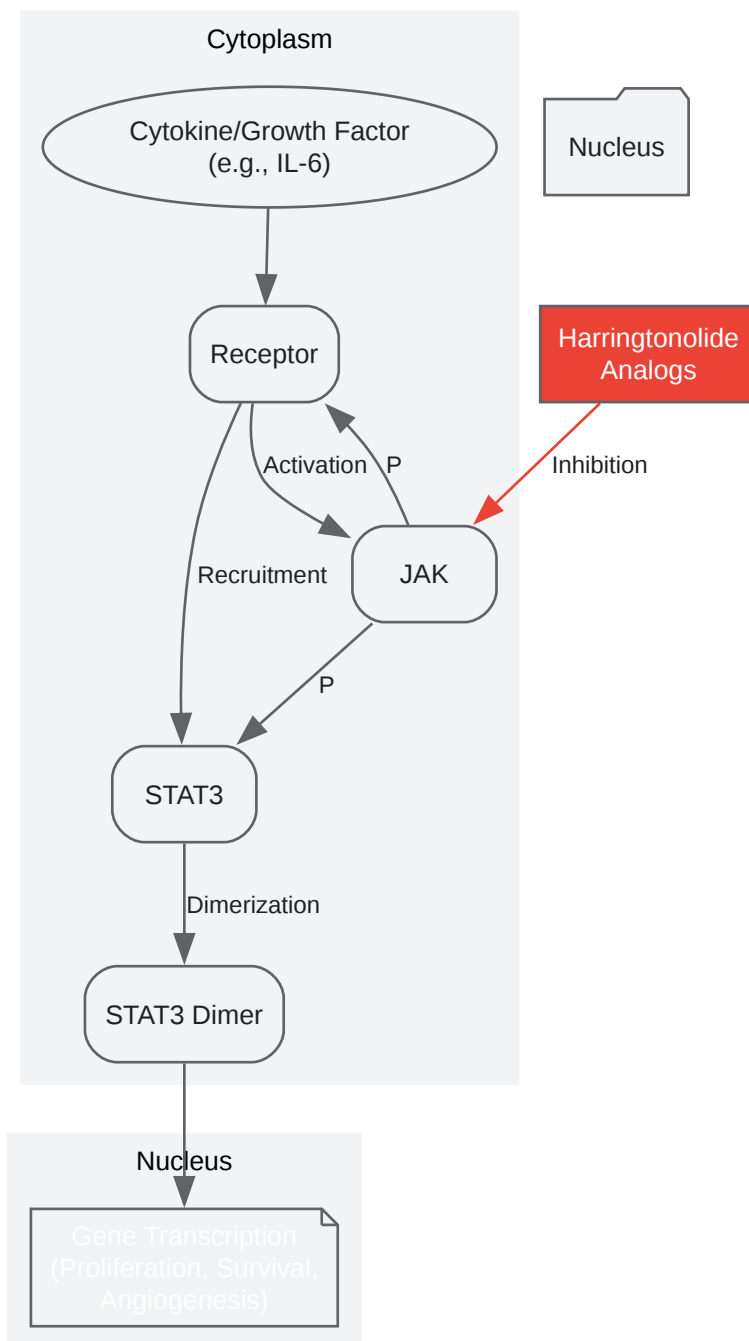 Cytoplasm
Cytokine/Growth Factor
(e.g., IL-6)
Nucleus
Receptor
Harringtonolide
Analogs
Activation
P
Inhibition
Recruitment
JAK
P
STAT3
Dimerization
STAT3 Dimer
Nucleus
Gene Transcription
(Proliferation, Survival,
Angiogenesis)